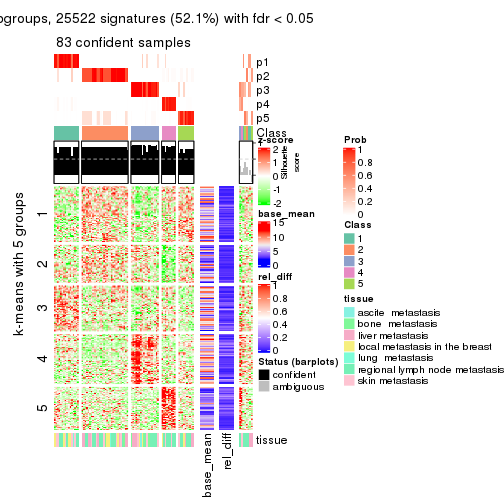 ogroups, 25522 signatures (52.1%) with fdr < 0.05
83 confident samples
p1
p2
p3
p4
p5
Class
Silhouette
score
k-means with 5 groups
1
2
3
4
5
base_mean
rel_diff
tissue
z-score
2
1
0
-1
-2
base_mean
15
10
5
0
rel_diff
1
0.8
0.6
0.4
0.2
0
Status (barplots)
confident
ambiguous
Prob
1
0.8
0.6
0.4
0.2
0
Class
1
2
3
4
5
tissue
ascite metastasis
bone metastasis
liver metastasis
local metastasis in the breast
lung metastasis
regional lymph node metastasis
skin metastasis